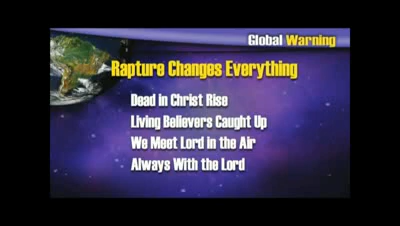 Global Warning
Rapture Changes Everything
Dead in Christ Rise
Living Believers Caught Up
We Meet Lord in the Air
Always With the Lord